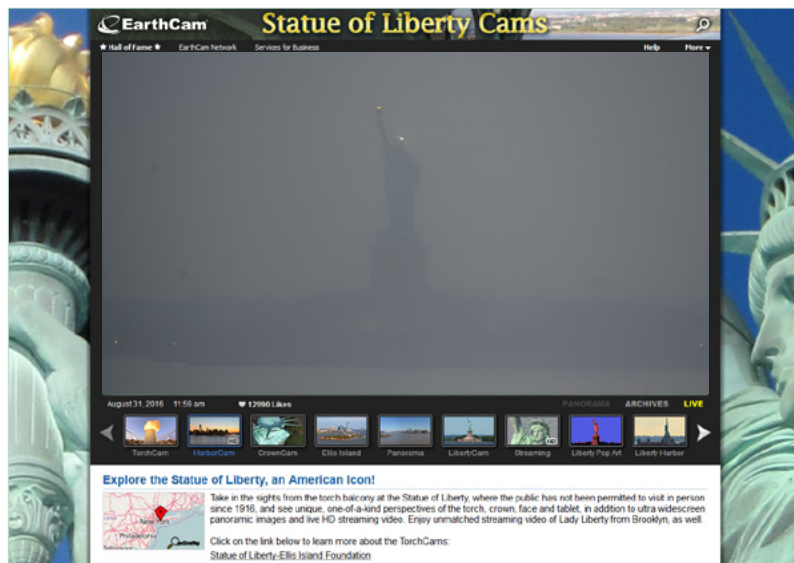 EarthCam
Statue of Liberty Cams
★ Hall of Fame ★ EarthCam Network Services for Business Help More
August 31, 2016 11:59 am 12990 Likes PANORAMA ARCHIVES LIVE
HD HD
TorchCam HarborCam CrownCam Ellis Island Panorama LibertyCam Streaming Liberty Pop Art Liberty Harbor
Explore the Statue of Liberty, an American Icon!
Take in the sights from the torch balcony at the Statue of Liberty, where the public has not been permitted to visit in person
since 1916, and see unique, one-of-a-kind perspectives of the torch, crown, face and tablet, in addition to utra widescreen
New York
panoramic images and live HD streaming video. Enjoy unmatched streaming video of Lady Liberty from Brooklyn, as well.
Philadelphia
Click on the link below to learn more about the TorchCams:
Statue of Liberty-Ellis Island Foundation